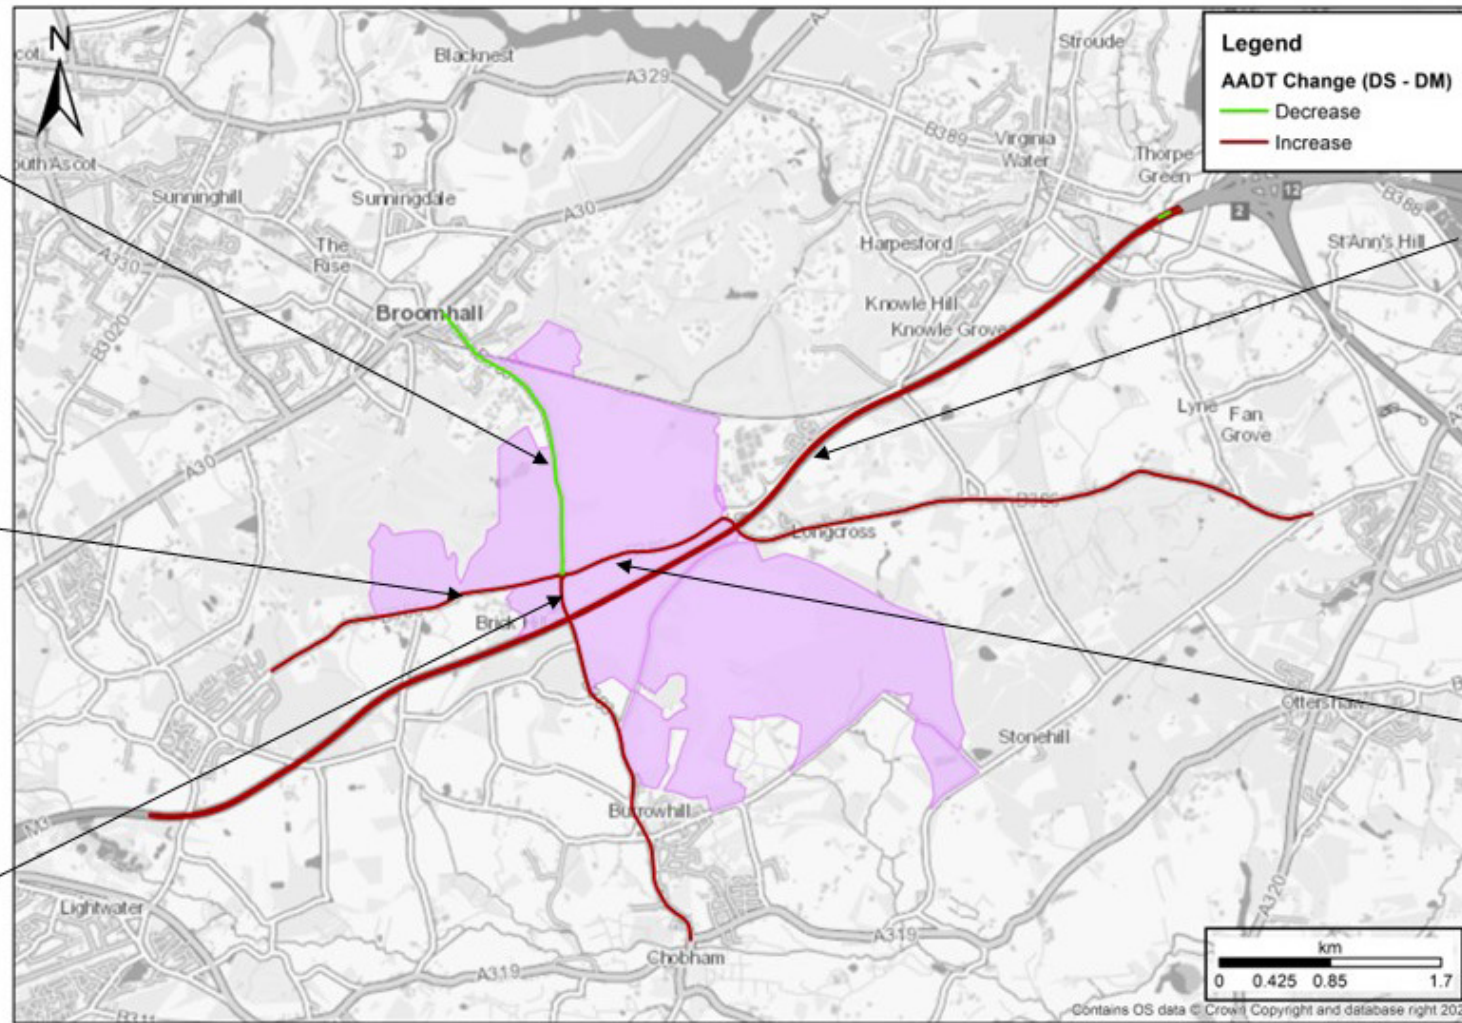 N
Legend
AADT Change (DS - DM)
Decrease
Increase
Blacknest
Stroude
A329
B389
Virginia
Water
Thorpe
Green
12
2
B388
Sunninghill
Sunningdale
A30
St Ann's Hill
The
Rise
A330
Harpesford
Broomhall
Knowle Hill
Knowle Grove
B3020
Lyne
Fan
Grove
A30
Longcross
Brick
Ottershaw
Stonehill
Burrowhill
M3
Lightwater
A319
A320
Chobham
A319
B311
km
0 0.425 0.85 1.7
Contains OS data © Crown Copyright and database right 202